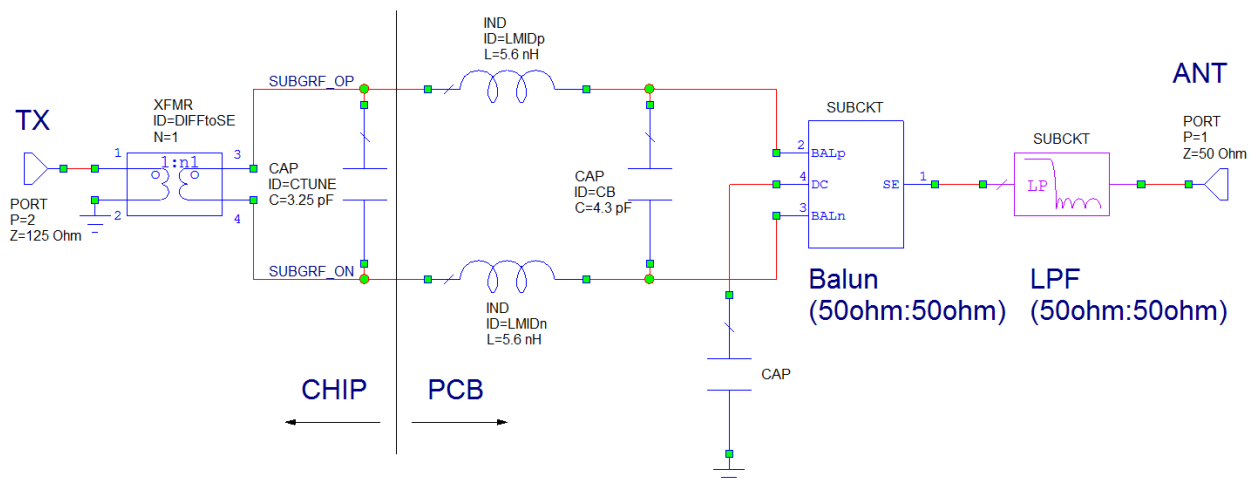 TX
PORT
P=2
Z=125 Ohm
XFMR
ID=DIFFtoSE
N=1
1
1:n1
3
2
4
SUBGRF_OP
CAP
ID=CTUNE
C=3.25 pF
SUBGRF_ON
CHIP
PCB
IND
ID=LMIDp
L=5.6 nH
CAP
ID=CB
C=4.3 pF
IND
ID=LMIDn
L=5.6 nH
SUBCKT
2
BALp
4
DC
SE
1
3
BALn
Balun
(50ohm:50ohm)
CAP
SUBCKT
LP
LPF
(50ohm:50ohm)
ANT
PORT
P=1
Z=50 Ohm